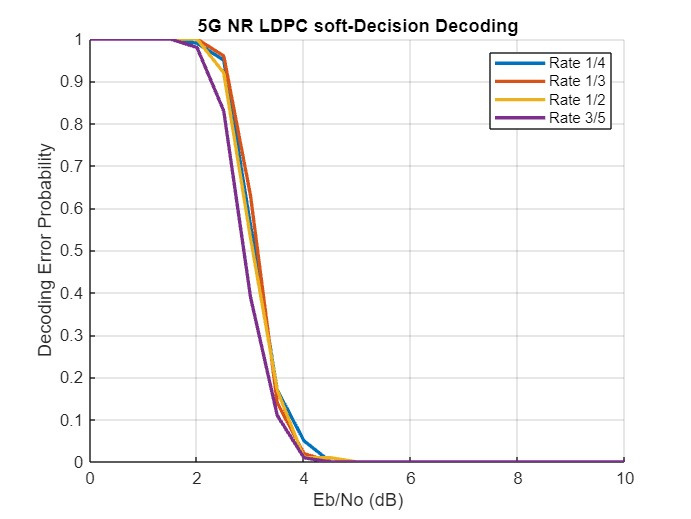 5G NR LDPC soft-Decision Decoding
Rate 1/4
Rate 1/3
Rate 1/2
Rate 3/5
Decoding Error Probability
1
0.9
0.8
0.7
0.6
0.5
0.4
0.3
0.2
0.1
0
0 2 4 6 8 10
Eb/No (dB)